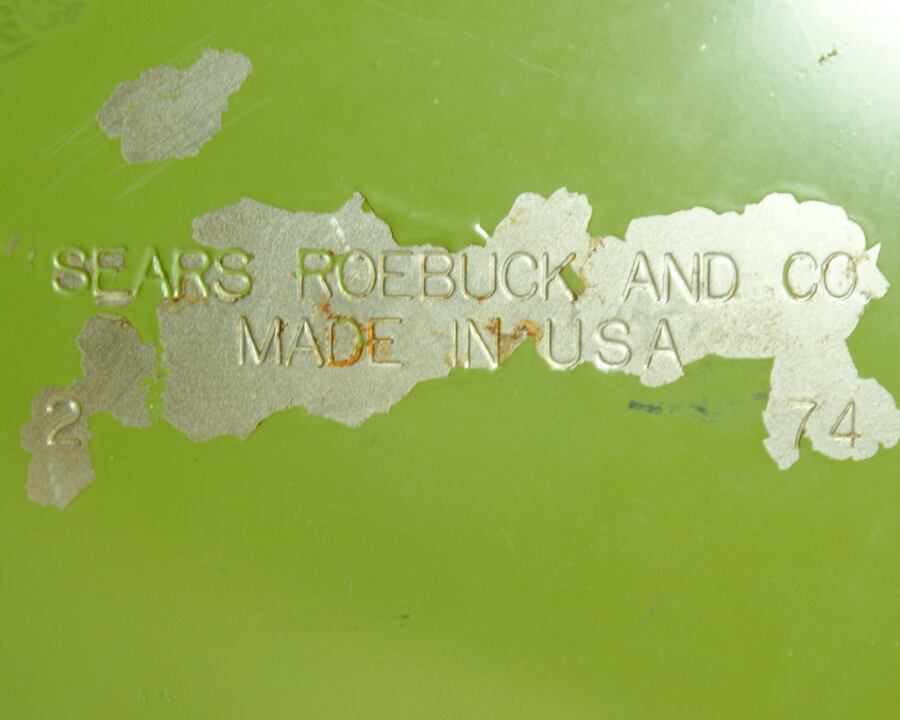 SEARS ROEBUCK AND CO
MADE IN USA
2 74